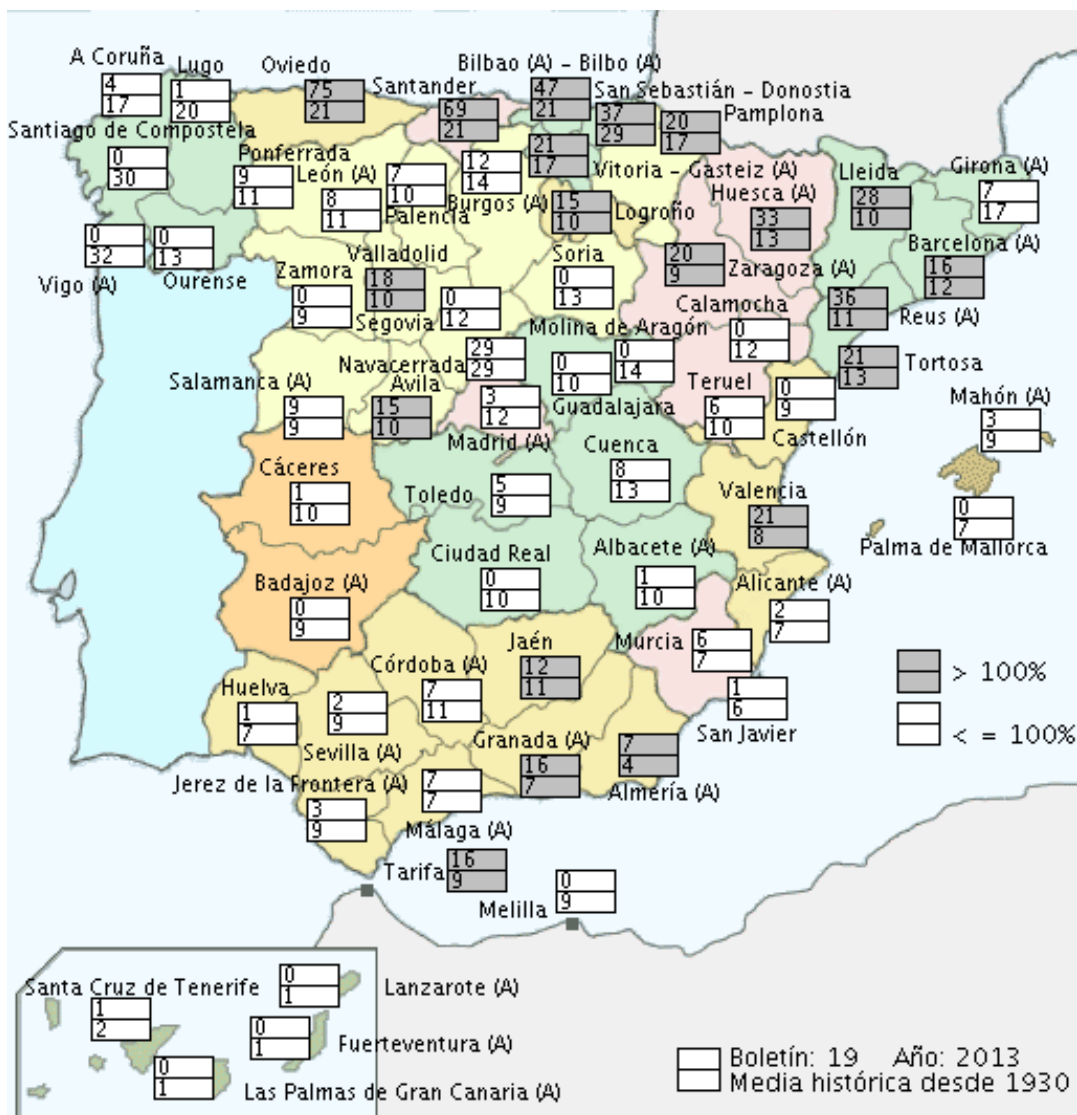 A Coruña
4
17
Lugo
1
20
Oviedo
75
21
Santander
69
21
Bilbao (A) - Bilbo (A)
47
21
San Sebastián - Donostia
37
29
Pamplona
20
17
Santiago de Compostela
0
30
Ponferrada
9
11
León (A)
8
11
7
10
Palencia
12
14
Burgos (A)
21
17
Vitoria - Gasteiz (A)
15
10
Logroño
Huesca (A)
33
13
Lleida
28
10
Girona (A)
7
17
Barcelona (A)
16
12
0
32
Vigo (A)
0
13
Ourense
Zamora
0
9
Valladolid
18
10
Segovia
0
12
Soria
0
13
20
9
Zaragoza (A)
Calamocha
0
12
36
11
Reus (A)
21
13
Tortosa
Navacerrada
29
29
Molina de Aragón
0
14
0
10
Guadalajara
Teruel
6
10
0
9
Castellón
Salamanca (A)
9
9
Avila
15
10
3
12
Madrid (A)
Mahón (A)
3
9
Cáceres
1
10
Toledo
5
9
Cuenca
8
13
Valencia
21
8
0
7
Palma de Mallorca
Badajoz (A)
0
9
Ciudad Real
0
10
Albacete (A)
1
10
Alicante (A)
2
7
Murcia
6
7
1
6
San Javier
Huelva
1
7
2
9
Sevilla (A)
Córdoba (A)
7
11
Jaén
12
11
Granada (A)
16
7
7
4
Almería (A)
> 100%
< = 100%
Jerez de la Frontera (A)
3
9
7
7
Málaga (A)
Tarifa
16
9
Melilla
0
9
Santa Cruz de Tenerife
1
2
0
1
Lanzarote (A)
0
1
Fuerteventura (A)
0
1
Las Palmas de Gran Canaria (A)
Boletín: 19 Año: 2013
Media histórica desde 1930